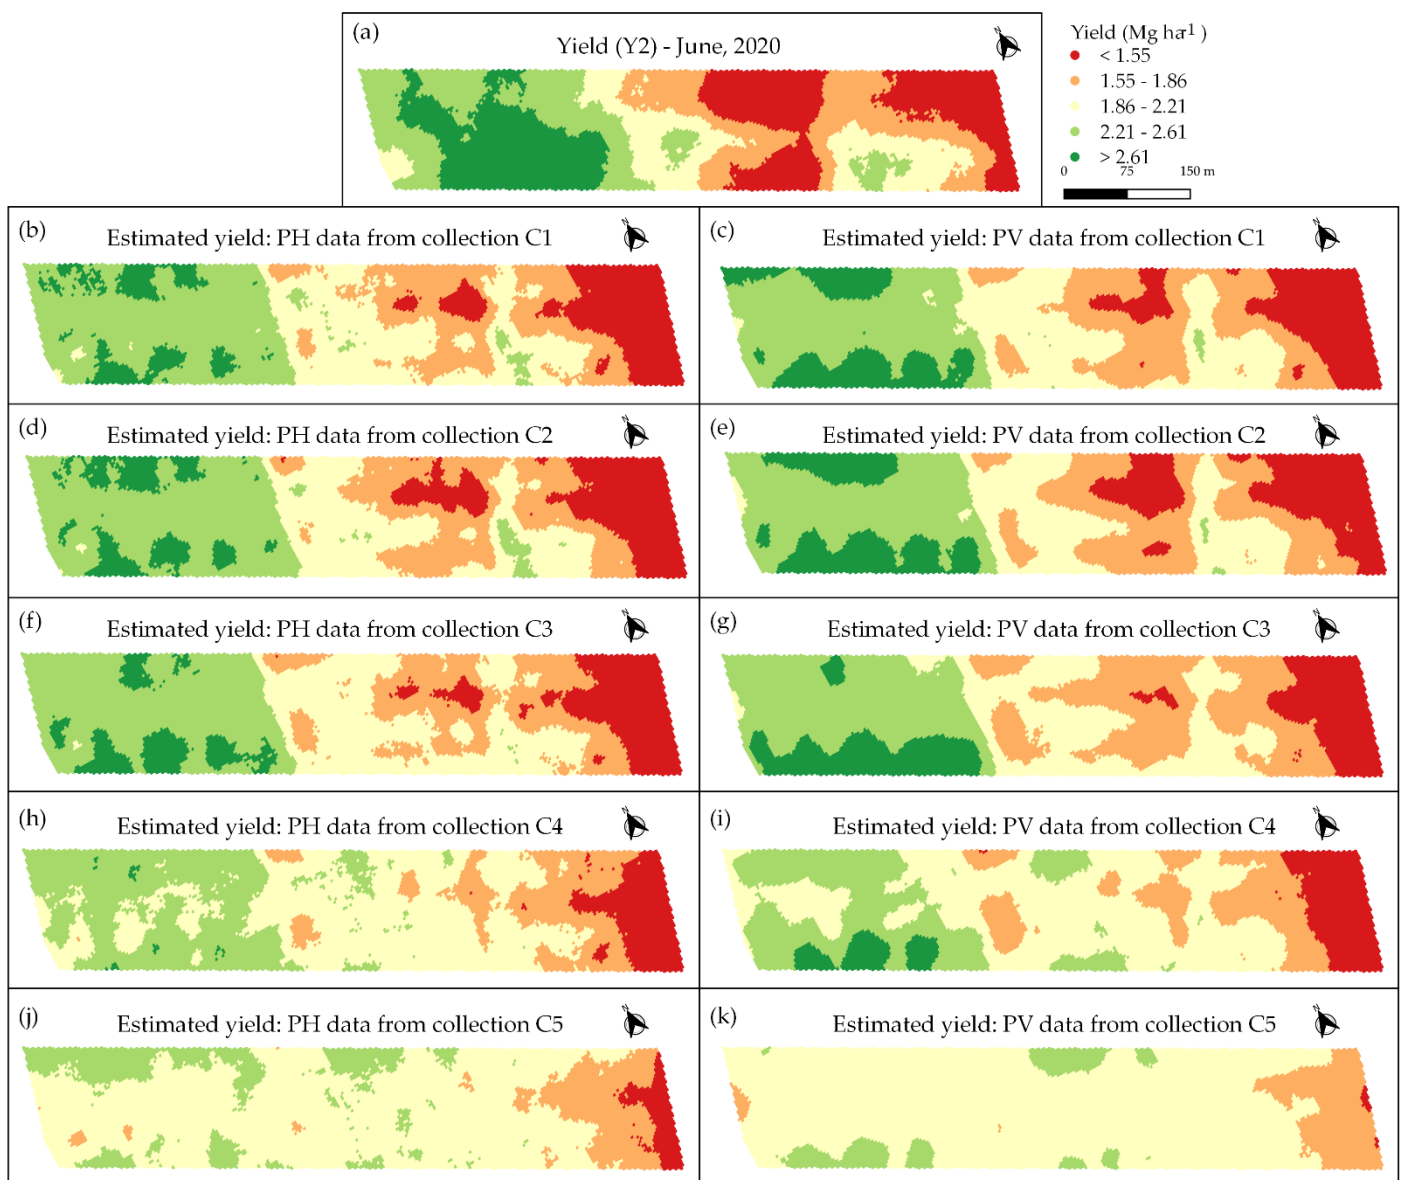 (a)
Yield (Y2) - June, 2020
N
Yield (Mg ha-1 )
< 1.55
1.55 - 1.86
1.86 - 2.21
2.21 - 2.61
> 2.61
0 75 150 m
(b)
Estimated yield: PH data from collection C1
N
(c)
Estimated yield: PV data from collection C1
N
(d)
Estimated yield: PH data from collection C2
N
(e)
Estimated yield: PV data from collection C2
N
(f)
Estimated yield: PH data from collection C3
N
(g)
Estimated yield: PV data from collection C3
N
(h)
Estimated yield: PH data from collection C4
N
(i)
Estimated yield: PV data from collection C4
N
(j)
Estimated yield: PH data from collection C5
N
(k)
Estimated yield: PV data from collection C5
N